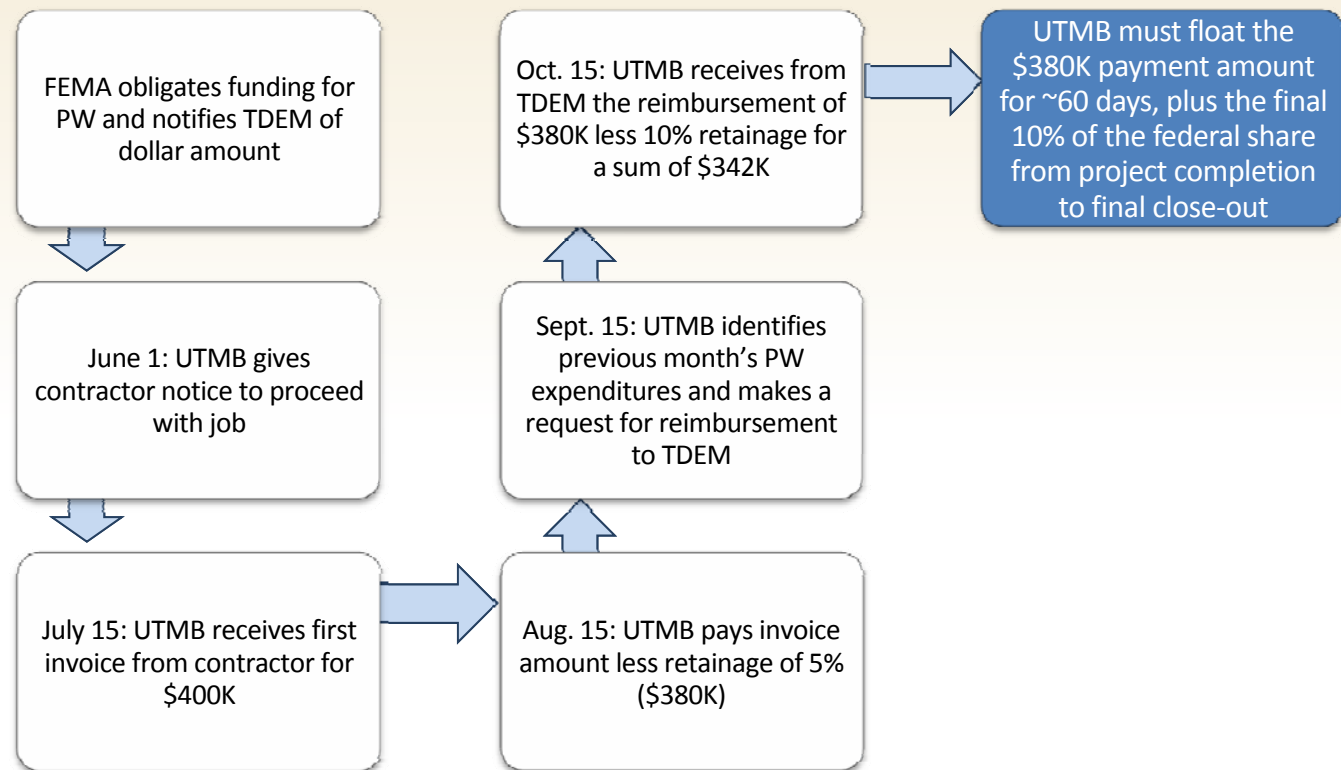 FEMA obligates funding for
PW and notifies TDEM of
dollar amount
June 1: UTMB gives
contractor notice to proceed
with job
July 15: UTMB receives first
invoice from contractor for
$400K
Aug. 15: UTMB pays invoice
amount less retainage of 5%
($380K)
Sept. 15: UTMB identifies
previous month’s PW
expenditures and makes a
request for reimbursement
to TDEM
Oct. 15: UTMB receives from
TDEM the reimbursement of
$380K less 10% retainage for
a sum of $342K
UTMB must float the
$380K payment amount
for ~60 days, plus the final
10% of the federal share
from project completion
to final close-out